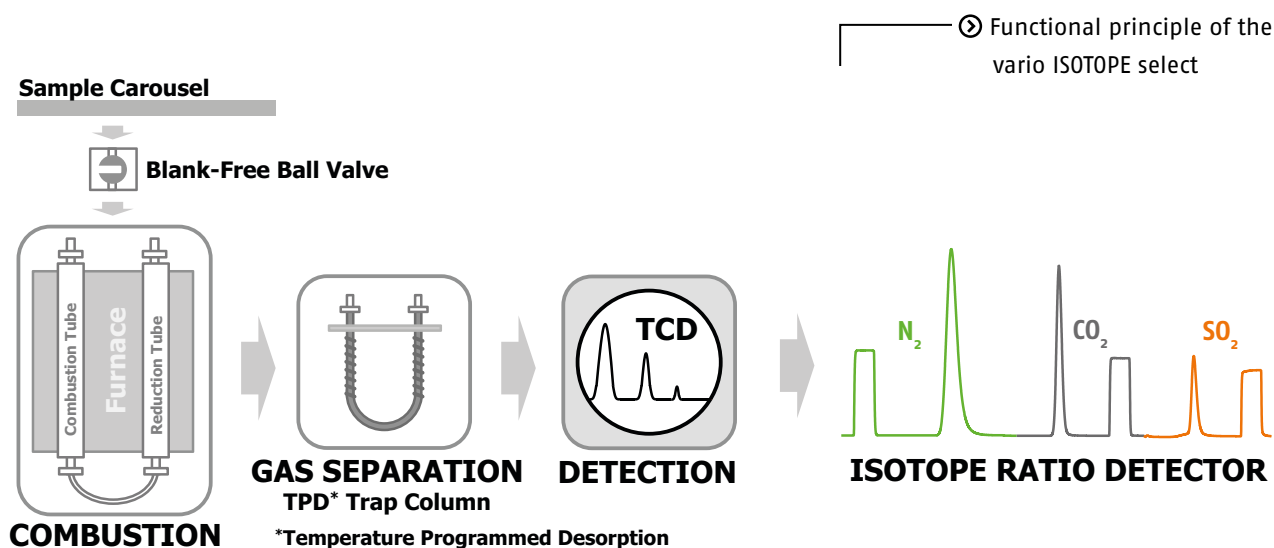 Functional principle of the
vario ISOTOPE select
Sample Carousel
Blank-Free Ball Valve
Combustion Tube
Furnace
Reduction Tube
COMBUSTION
GAS SEPARATION
TPD* Trap Column
*Temperature Programmed Desorption
TCD
DETECTION
N₂
CO₂
SO₂
ISOTOPE RATIO DETECTOR